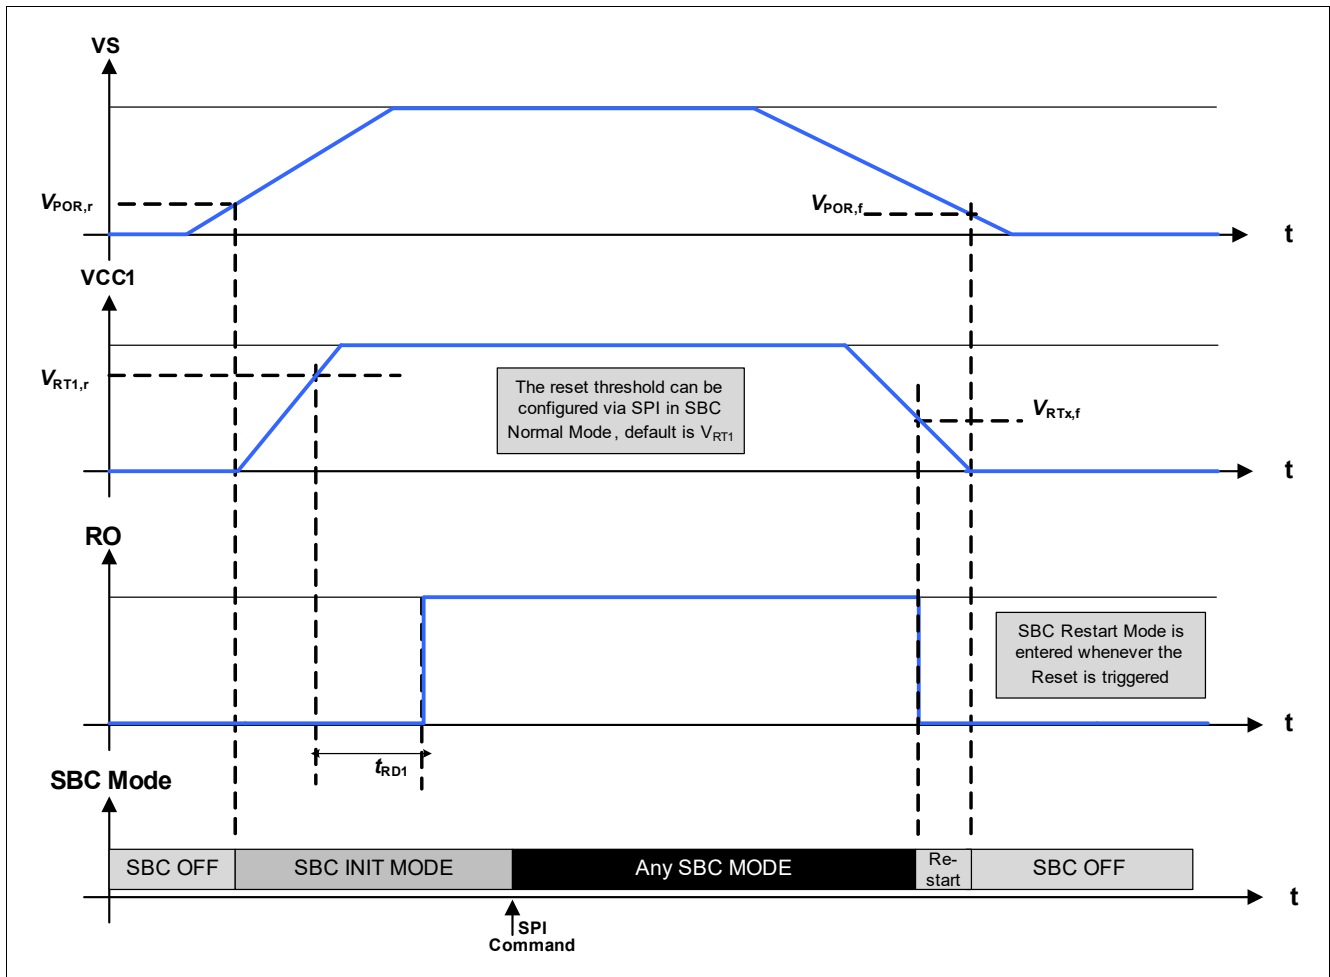 VS
VPOR,r
VPOR,f
t
VCC1
VRT1,r
The reset threshold can be
configured via SPI in SBC
Normal Mode, default is VRT1
VRTx,f
t
RO
SBC Restart Mode is
entered whenever the
Reset is triggered
t
tRD1
SBC Mode
SBC OFF
SBC INIT MODE
Any SBC MODE
Re-
start
SBC OFF
t
SPI
Command